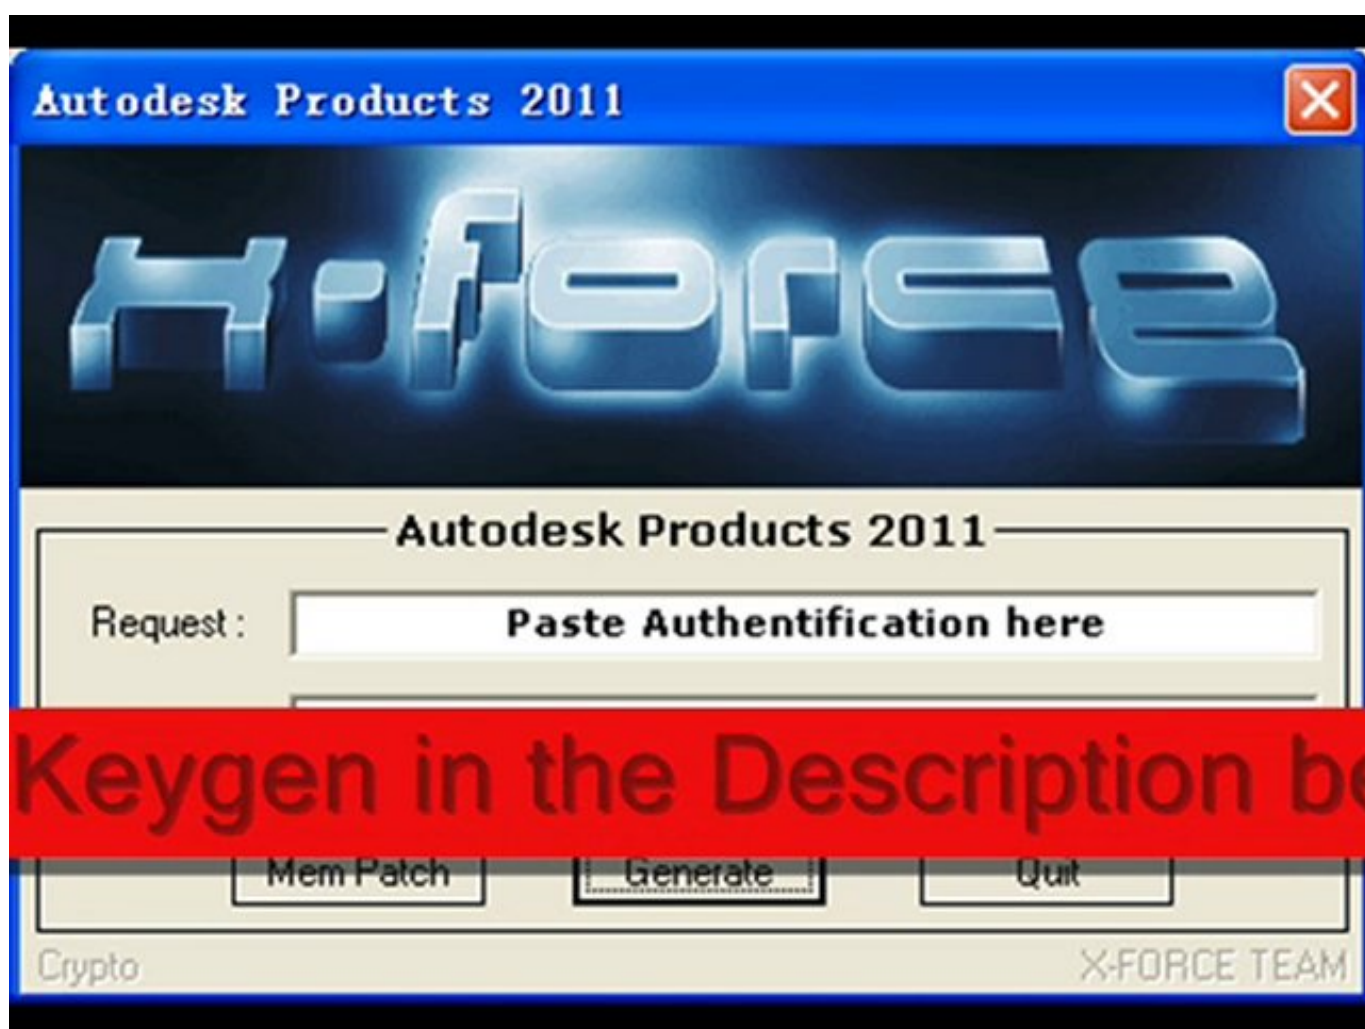 Autodesk Products 2011
x-force
Autodesk Products 2011
Request :
Paste Authentification here
Keygen in the Description
Mem Patch
Generate
Quit
Crypto
X-FORCE TEAM